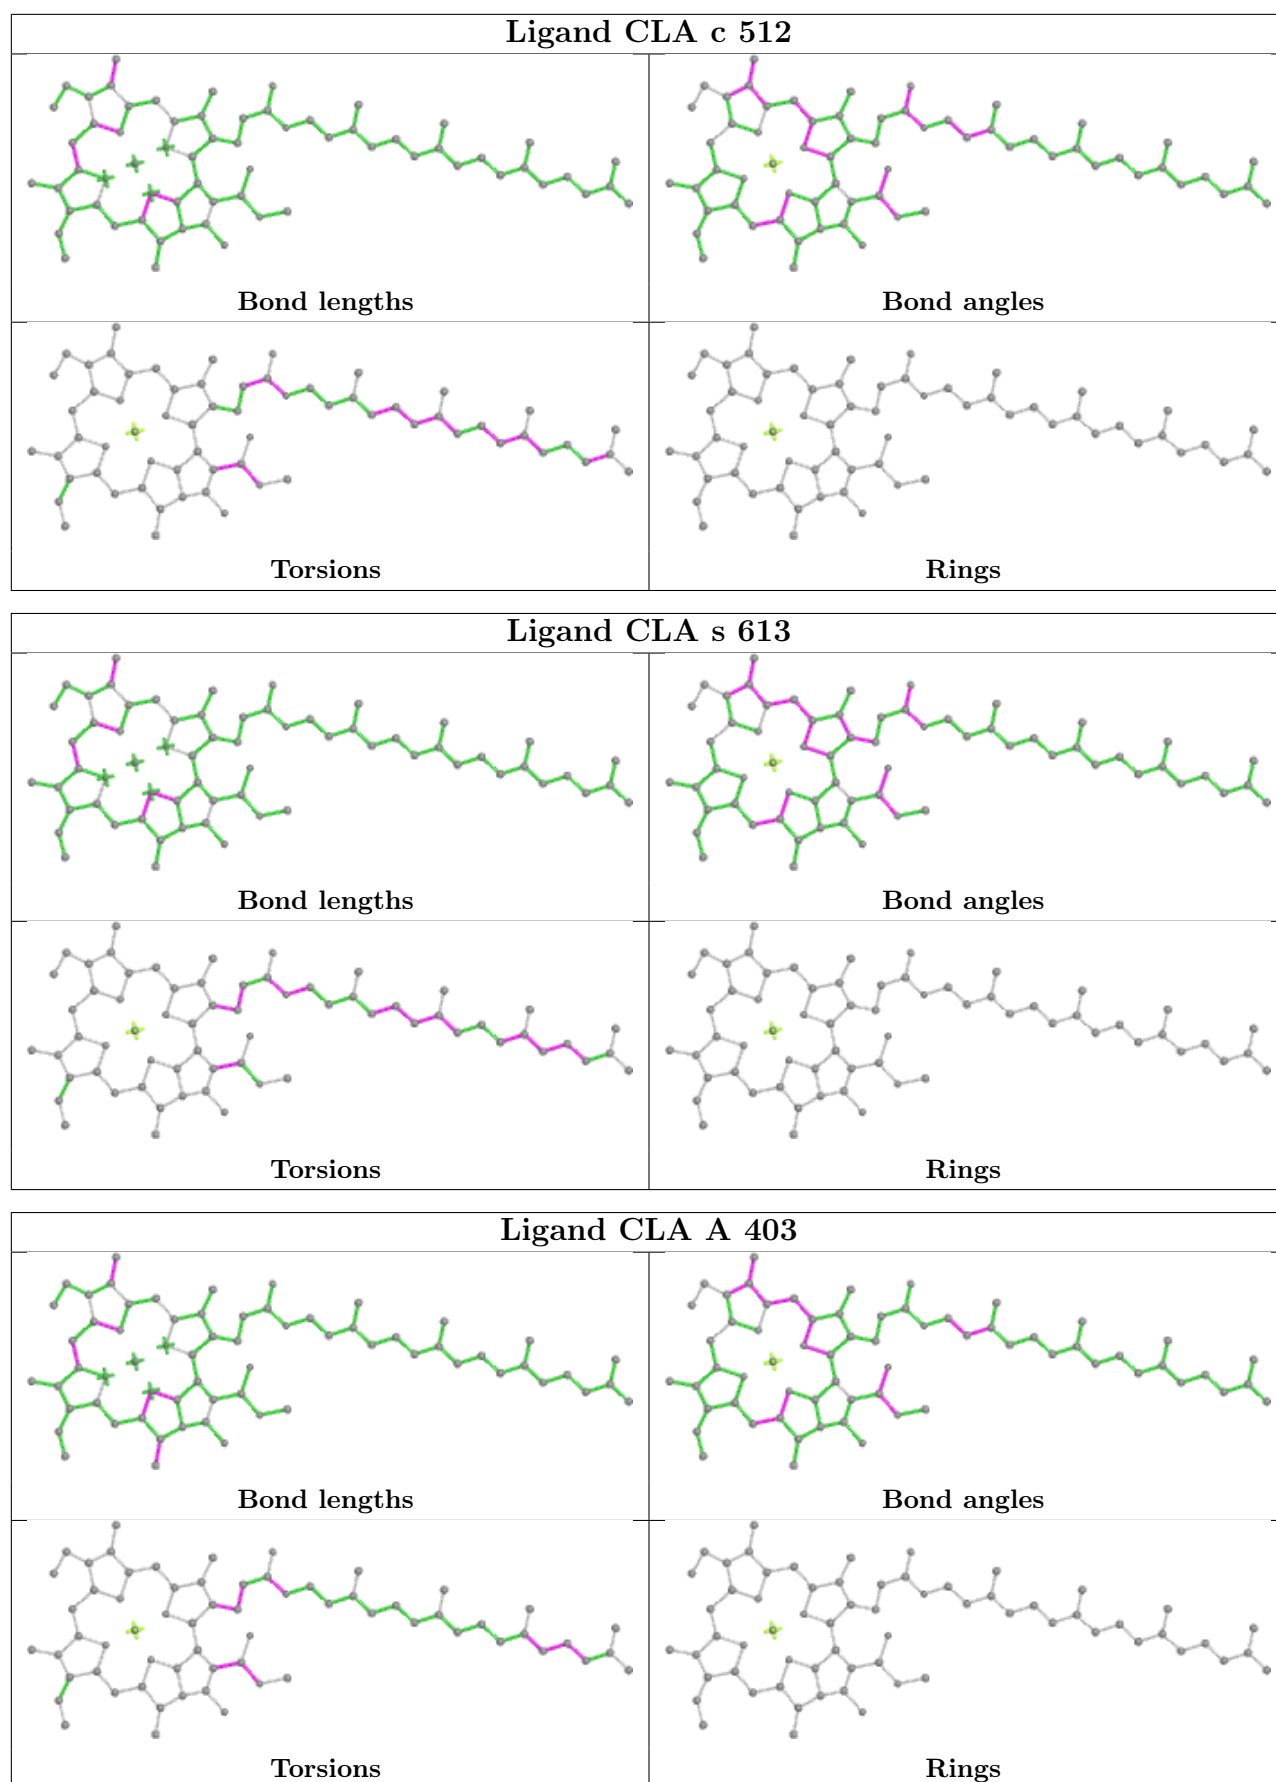 Ligand CLA c 512
Bond lengths
Bond angles
Torsions
Rings
Ligand CLA s 613
Bond lengths
Bond angles
Torsions
Rings
Ligand CLA A 403
Bond lengths
Bond angles
Torsions
Rings